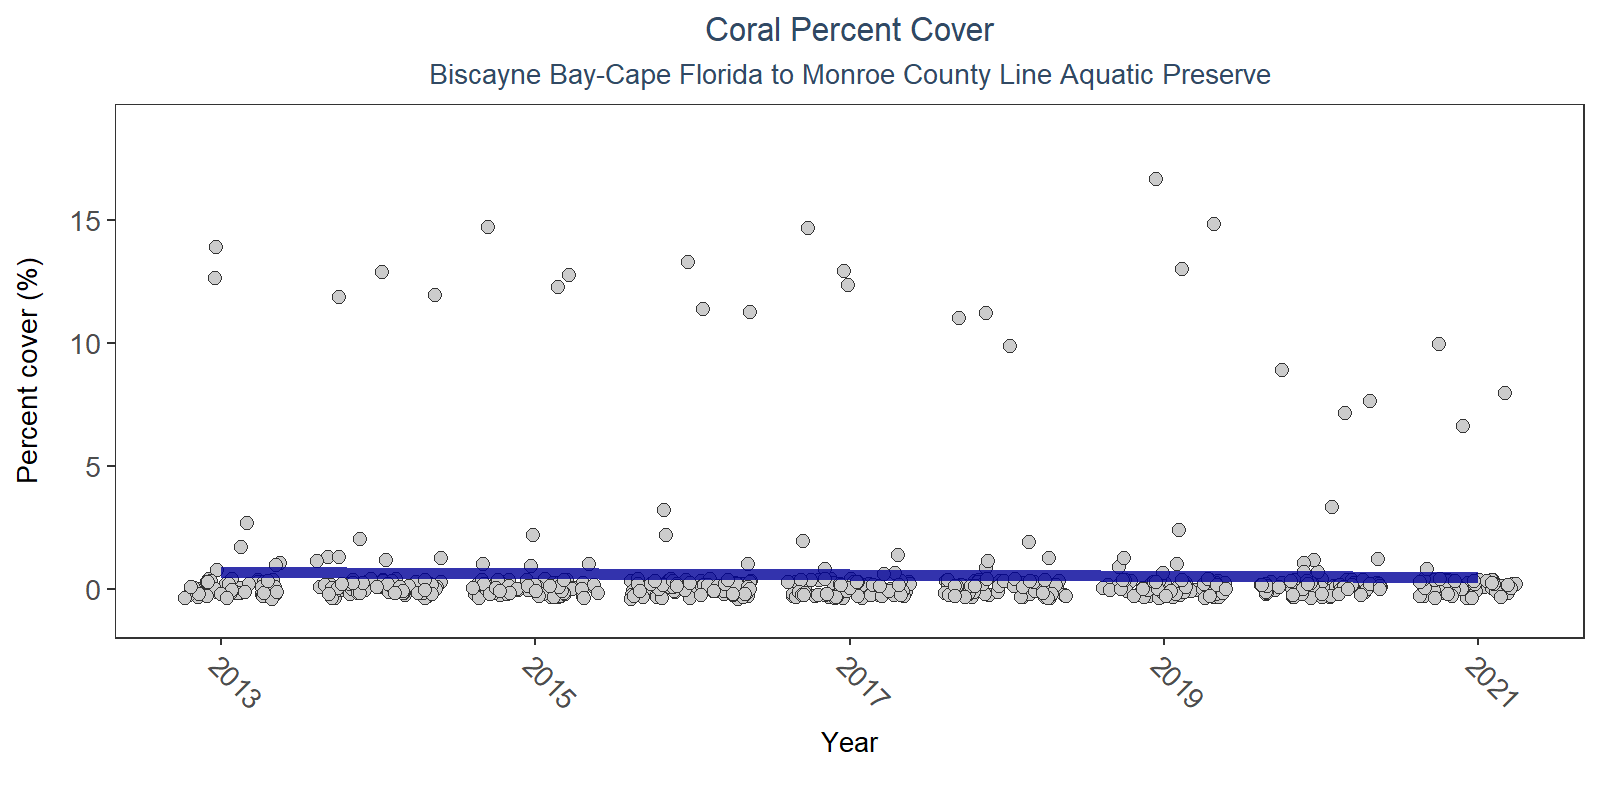 Coral Percent Cover
Biscayne Bay-Cape Florida to Monroe County Line Aquatic Preserve
Percent cover (%)
15
10
5
0
2013
2015
2017
2019
2021
Year